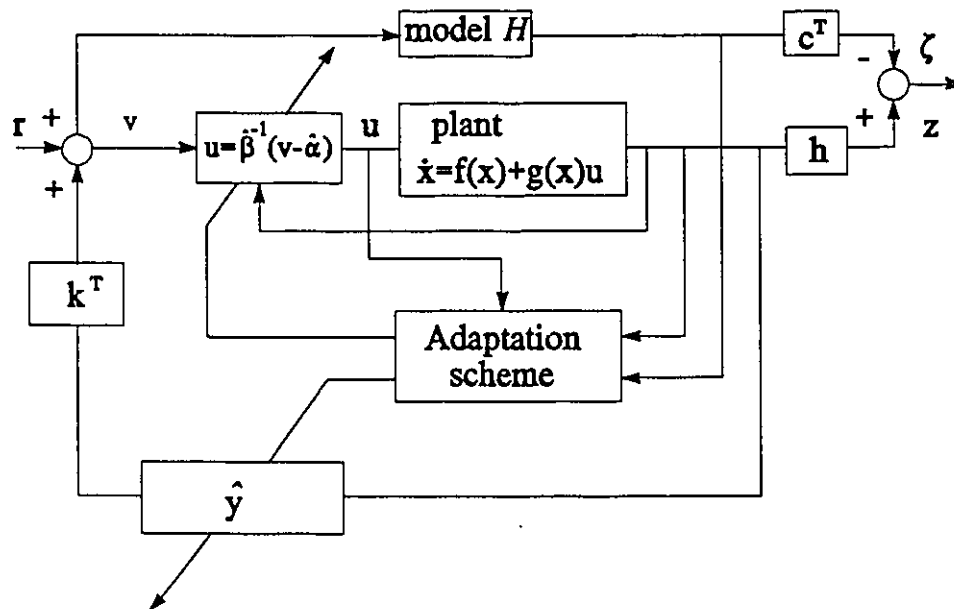 model H
c^T
ζ
-
+
r
+
v
u=β̂⁻¹(v-α̂)
u
plant
ẋ=f(x)+g(x)u
+
h
z
k^T
Adaptation
scheme
ŷ